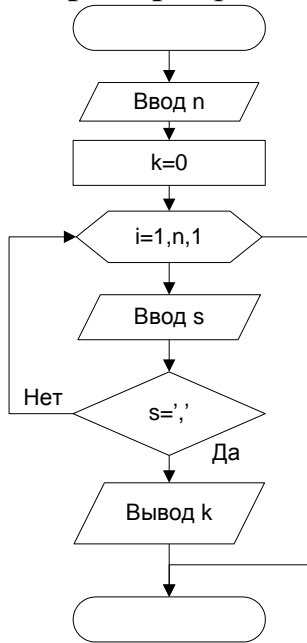 Ввод n
k=0
i=1,n,1
Ввод s
Нет
s=’,’
Да
Вывод k